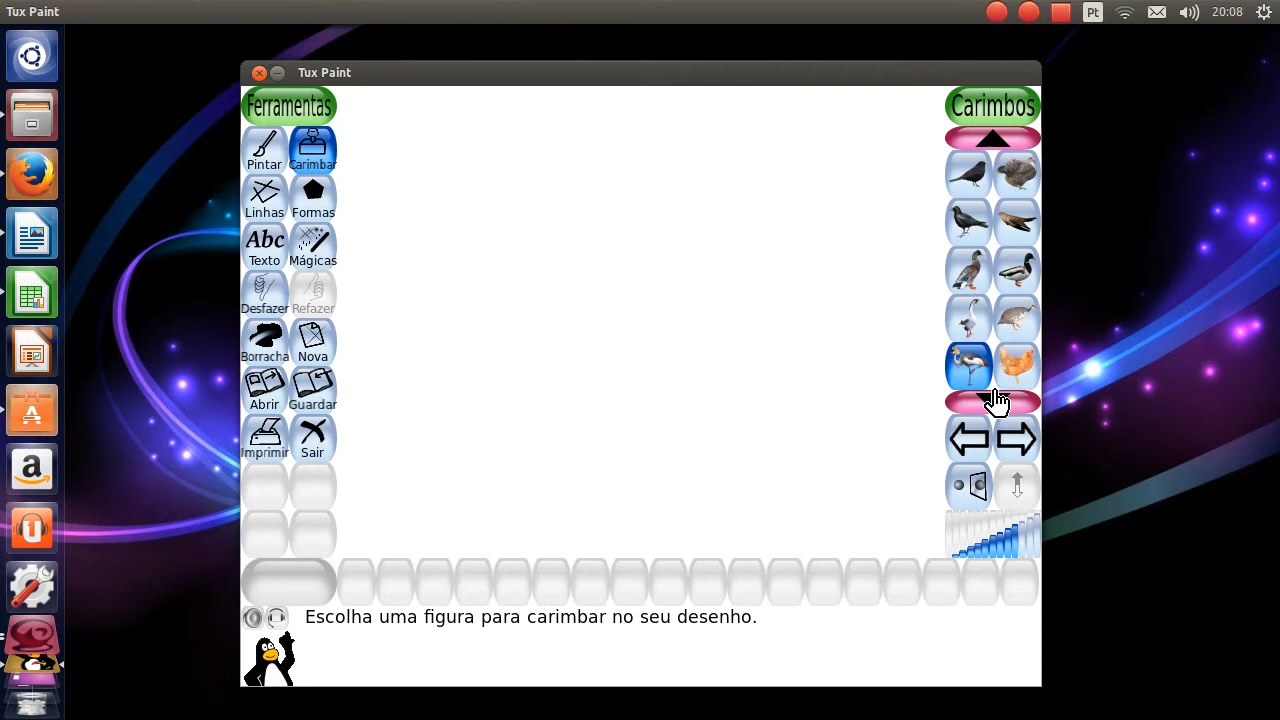 Tux Paint
Pt
20:08
Tux Paint
Ferramentas
Carimbos
Pintar
Carimbar
Linhas
Formas
Abc
Texto
Mágicas
Desfazer
Refazer
Borracha
Nova
Abrir
Guardar
Imprimir
Sair
Escolha uma figura para carimbar no seu desenho.